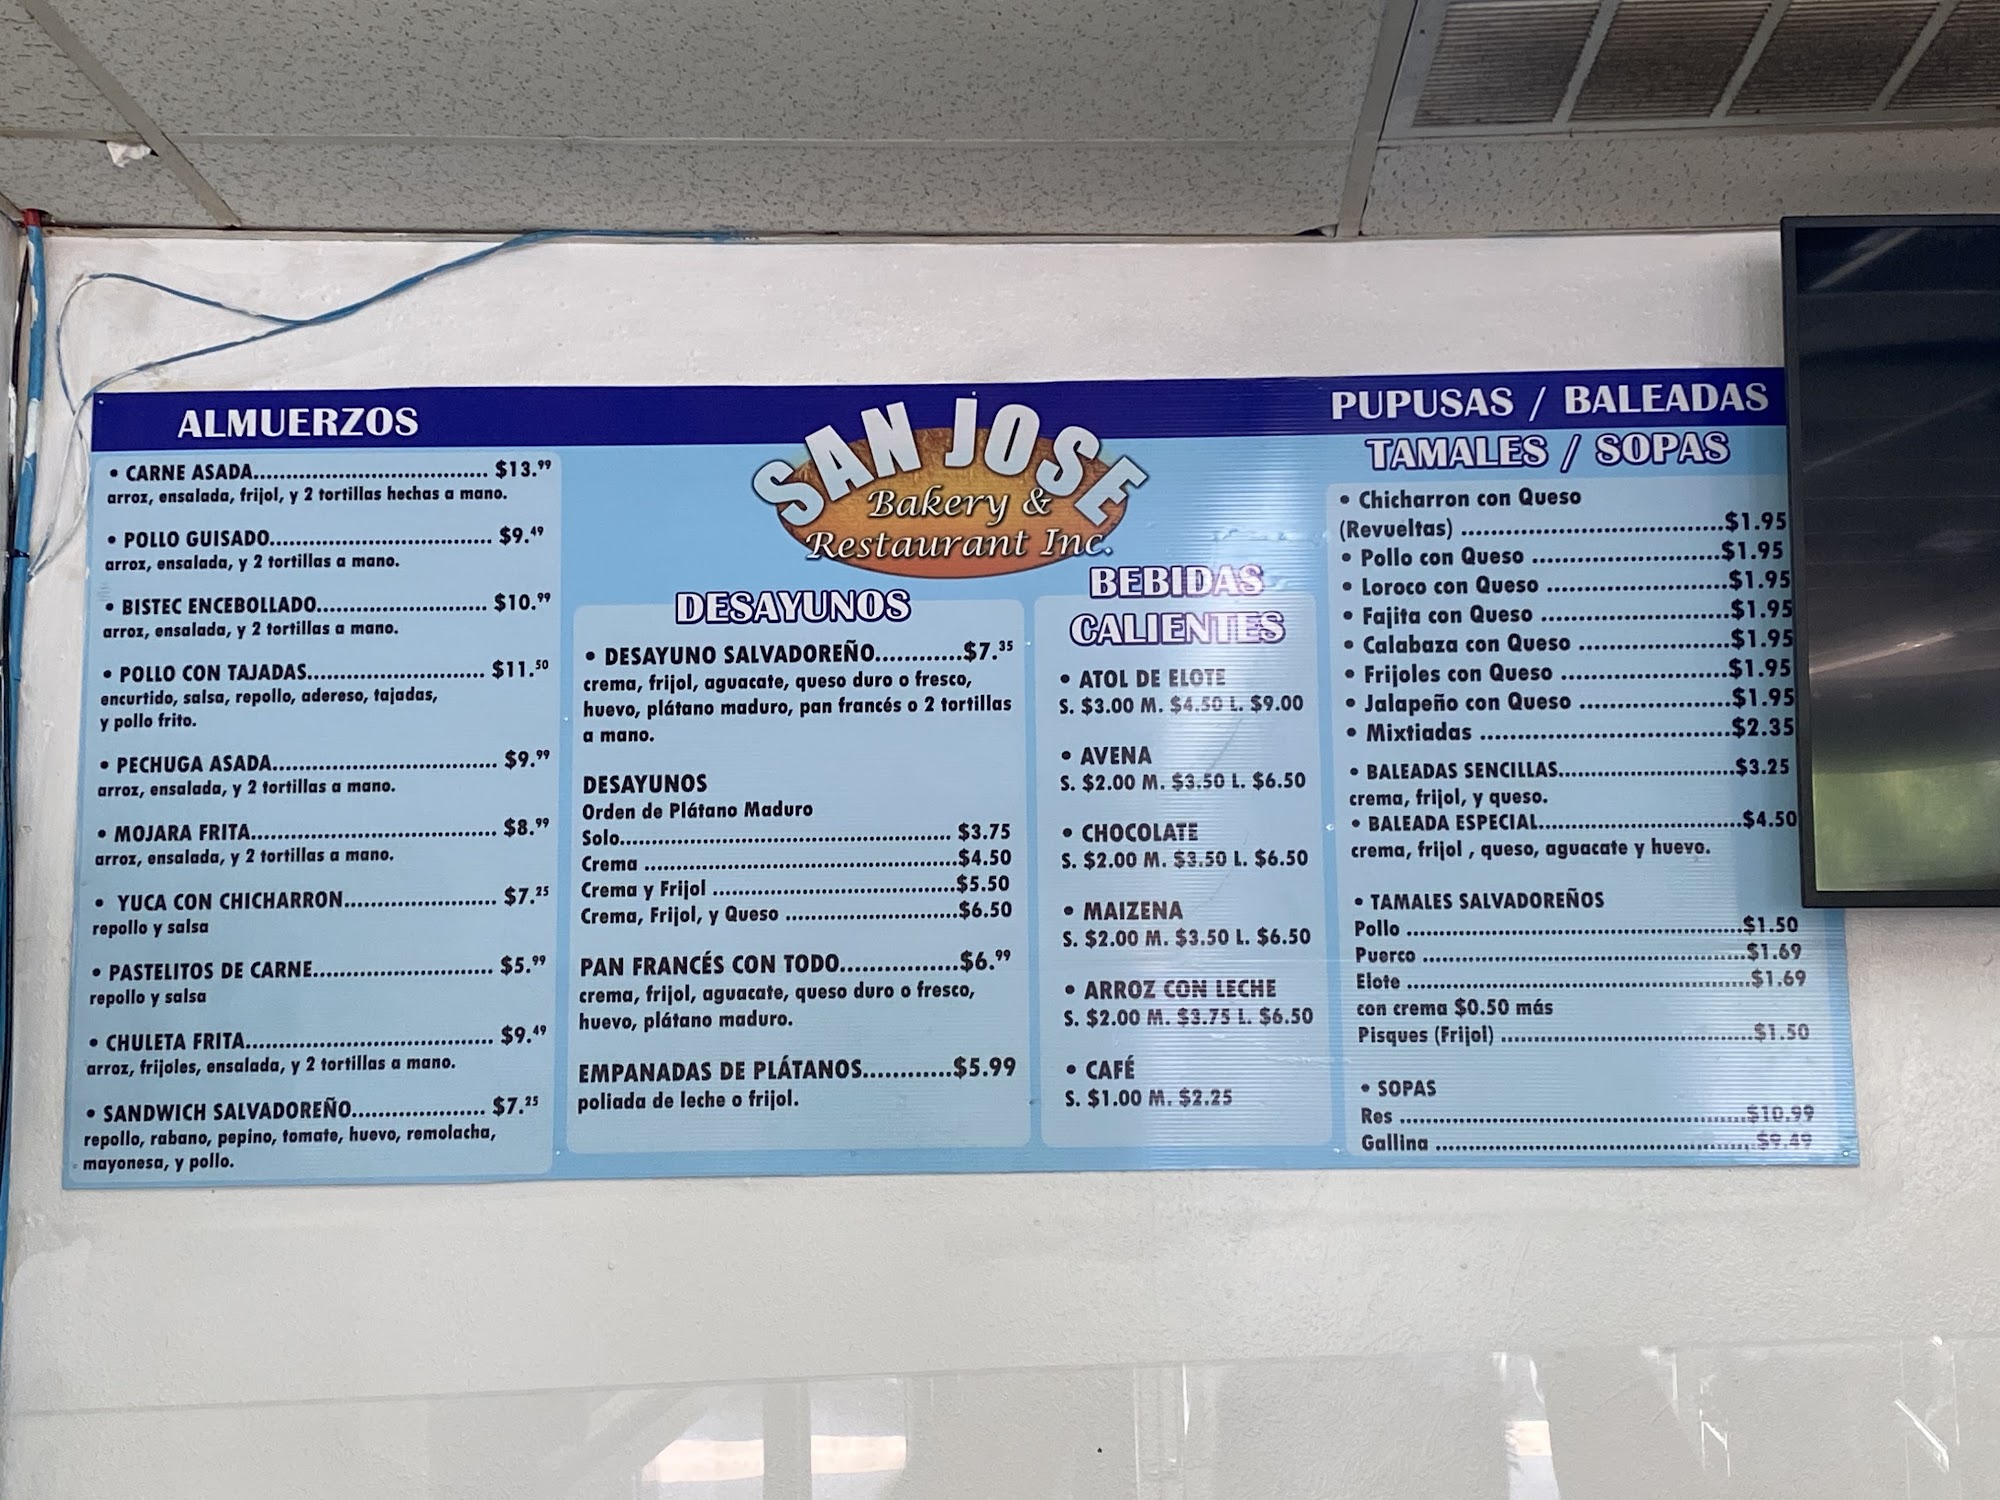 ALMUERZOS
• CARNE ASADA................................ $13.99
arroz, ensalada, frijol, y 2 tortillas hechas a mano.
• POLLO GUISADO................................ $9.49
arroz, ensalada, y 2 tortillas a mano.
• BISTEC ENCEBOLLADO........................ $10.99
arroz, ensalada, y 2 tortillas a mano.
• POLLO CON TAJADAS......................... $11.50
encurtido, salsa, repollo, adereso, tajadas,
y pollo frito.
• PECHUGA ASADA................................ $9.99
arroz, ensalada, y 2 tortillas a mano.
• MOJARA FRITA................................... $8.99
arroz, ensalada, y 2 tortillas a mano.
• YUCA CON CHICHARRON...................... $7.25
repollo y salsa
• PASTELITOS DE CARNE......................... $5.99
repollo y salsa
• CHULETA FRITA................................... $9.49
arroz, frijoles, ensalada, y 2 tortillas a mano.
• SANDWICH SALVADOREÑO................... $7.25
repollo, rabano, pepino, tomate, huevo, remolacha,
mayonesa, y pollo.
SAN JOSE
Bakery &
Restaurant Inc.
DESAYUNOS
• DESAYUNO SALVADOREÑO............$7.35
crema, frijol, aguacate, queso duro o fresco,
huevo, plátano maduro, pan francés o 2 tortillas
a mano.
DESAYUNOS
Orden de Plátano Maduro
Solo................................................ $3.75
Crema .............................................$4.50
Crema y Frijol ...................................$5.50
Crema, Frijol, y Queso .........................$6.50
PAN FRANCÉS CON TODO.................$6.99
crema, frijol, aguacate, queso duro o fresco,
huevo, plátano maduro.
EMPANADAS DE PLÁTANOS............$5.99
poliada de leche o frijol.
BEBIDAS
CALIENTES
• ATOL DE ELOTE
S. $3.00 M. $4.50 L. $9.00
• AVENA
S. $2.00 M. $3.50 L. $6.50
• CHOCOLATE
S. $2.00 M. $3.50 L. $6.50
• MAIZENA
S. $2.00 M. $3.50 L. $6.50
• ARROZ CON LECHE
S. $2.00 M. $3.75 L. $6.50
• CAFÉ
S. $1.00 M. $2.25
PUPUSAS / BALEADAS
TAMALES / SOPAS
• Chicharron con Queso
(Revueltas) ...................................$1.95
• Pollo con Queso .........................$1.95
• Loroco con Queso ........................$1.95
• Fajita con Queso .........................$1.95
• Calabaza con Queso ....................$1.95
• Frijoles con Queso ......................$1.95
• Jalapeño con Queso ....................$1.95
• Mixtiadas .................................$2.35
• BALEADAS SENCILLAS.........................$3.25
crema, frijol, y queso.
• BALEADA ESPECIAL.............................$4.50
crema, frijol , queso, aguacate y huevo.
• TAMALES SALVADOREÑOS
Pollo ................................................$1.50
Puerco ...............................................$1.69
Elote .................................................$1.69
con crema $0.50 más
Pisques (Frijol) ....................................$1.50
• SOPAS
Res ..................................................$10.99
Gallina ..............................................$9.49